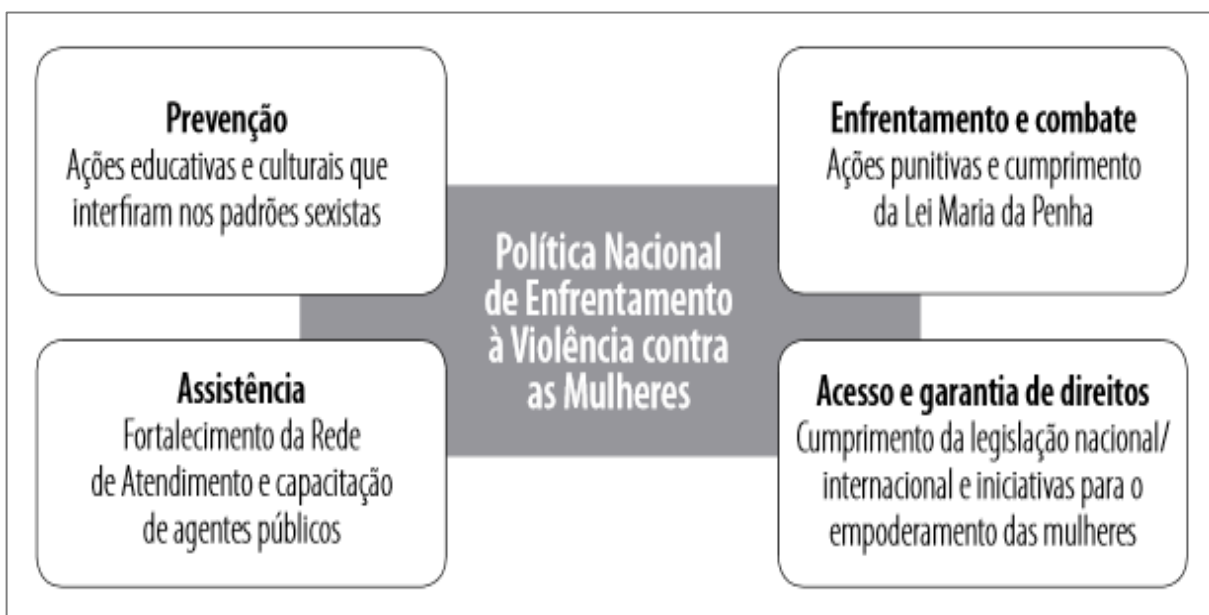 Prevenção
Ações educativas e culturais que
interfiram nos padrões sexistas
Enfrentamento e combate
Ações punitivas e cumprimento
da Lei Maria da Penha
Política Nacional
de Enfrentamento
à Violência contra
as Mulheres
Assistência
Fortalecimento da Rede
de Atendimento e capacitação
de agentes públicos
Acesso e garantia de direitos
Cumprimento da legislação nacional/
internacional e iniciativas para o
empoderamento das mulheres